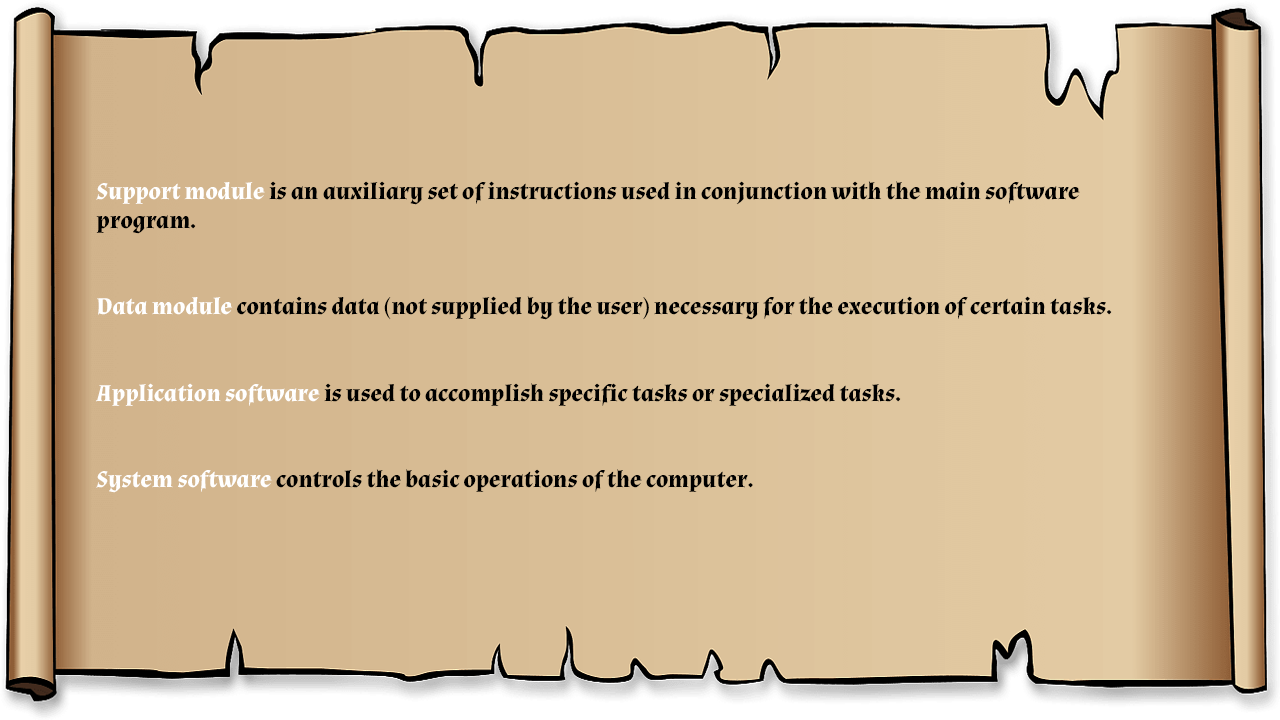 Support module is an auxiliary set of instructions used in conjunction with the main software
program.
Data module contains data (not supplied by the user) necessary for the execution of certain tasks.
Application software is used to accomplish specific tasks or specialized tasks.
System software controls the basic operations of the computer.